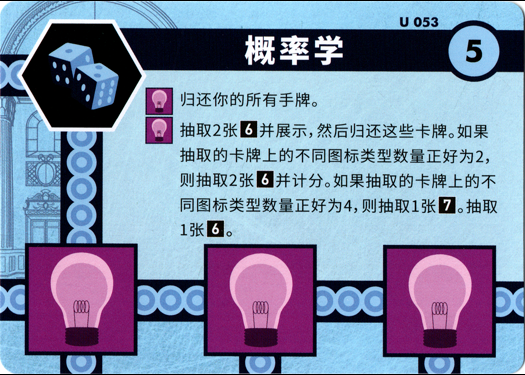 U 053
概率学
5
归还你的所有手牌。
抽取2张6并展示，然后归还这些卡牌。如果
抽取的卡牌上的不同图标类型数量正好为2，
则抽取2张6并计分。如果抽取的卡牌上的不
同图标类型数量正好为4，则抽取1张7。抽取
1张6。